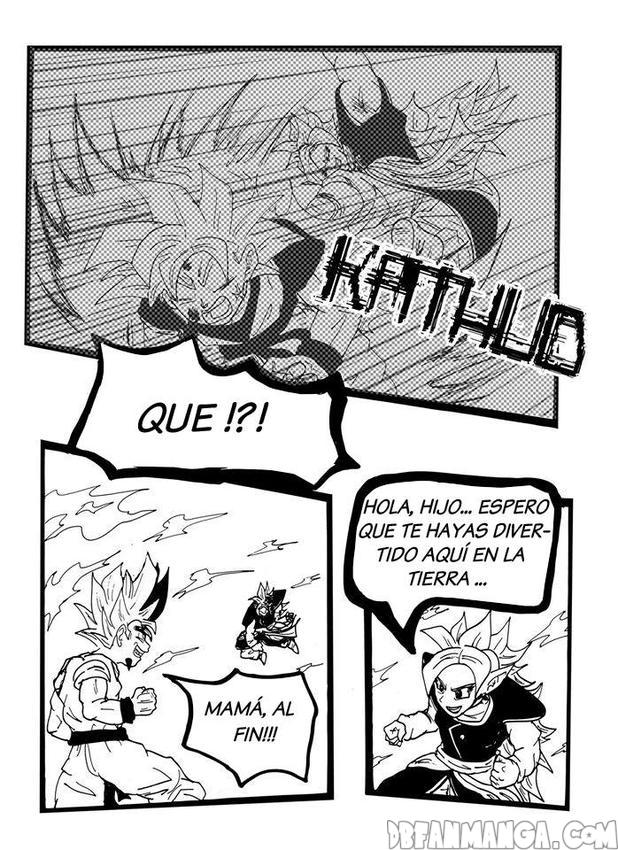 KATHUD
QUE !?!
HOLA, HIJO... ESPERO
QUE TE HAYAS DIVER-
TIDO AQUÍ EN LA
TIERRA ...
MAMÁ, AL
FIN!!!
DBFANMANGA.COM